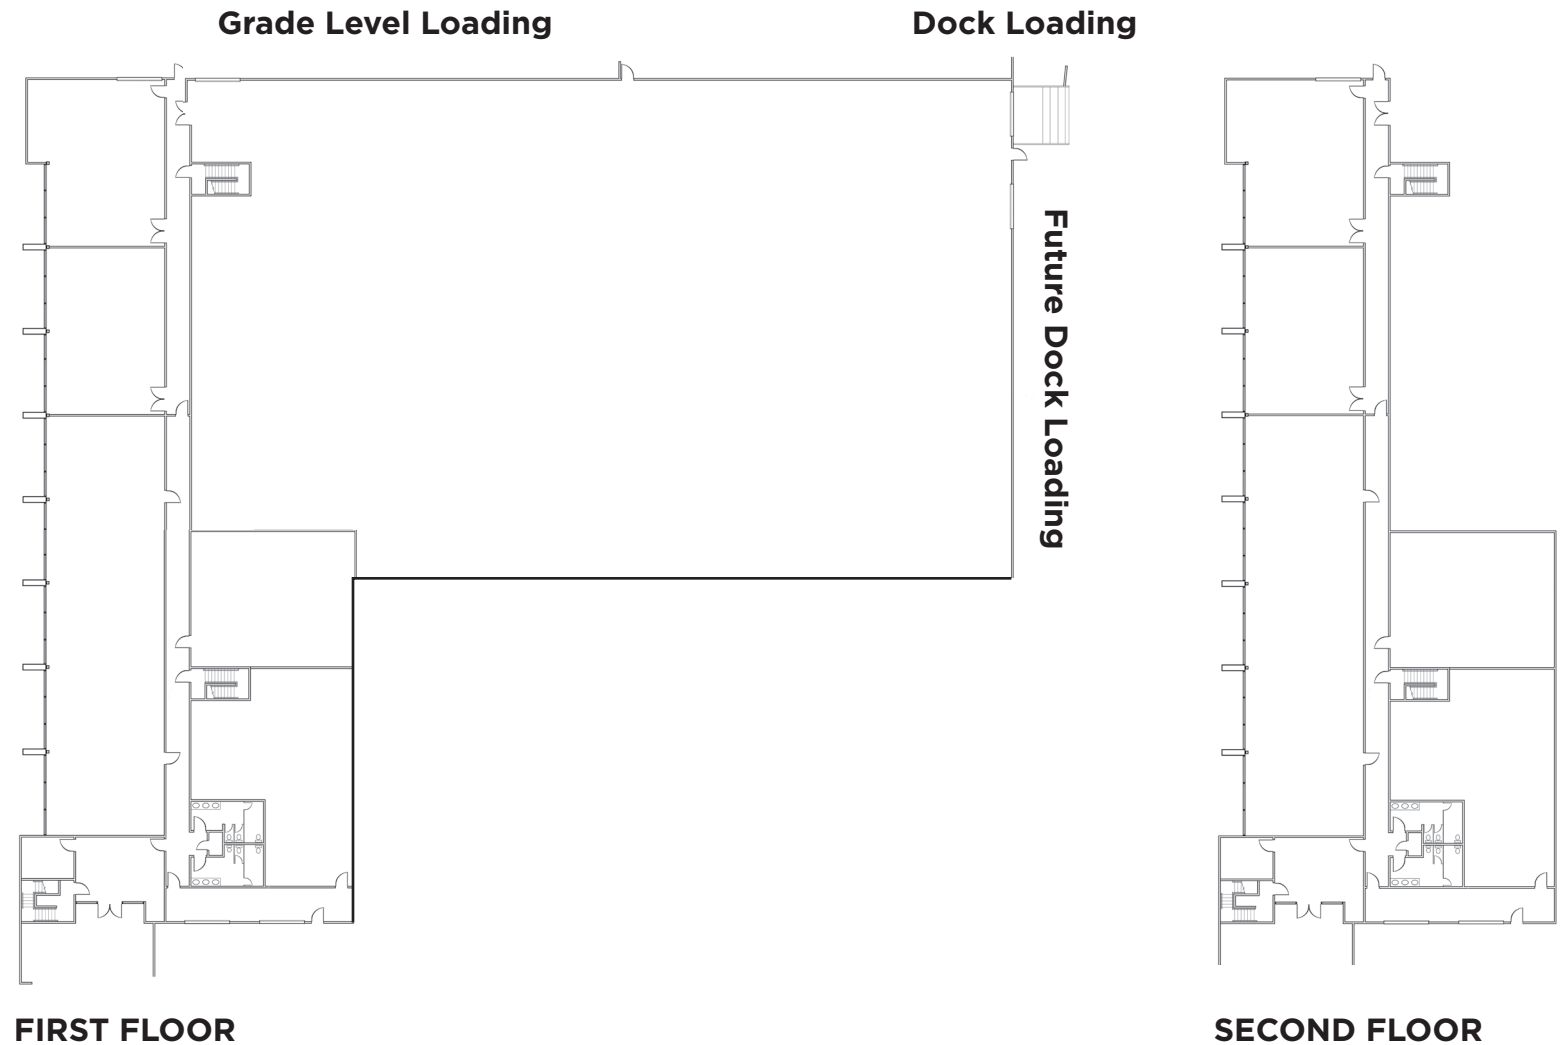 Grade Level Loading
Dock Loading
Future Dock Loading
FIRST FLOOR
SECOND FLOOR